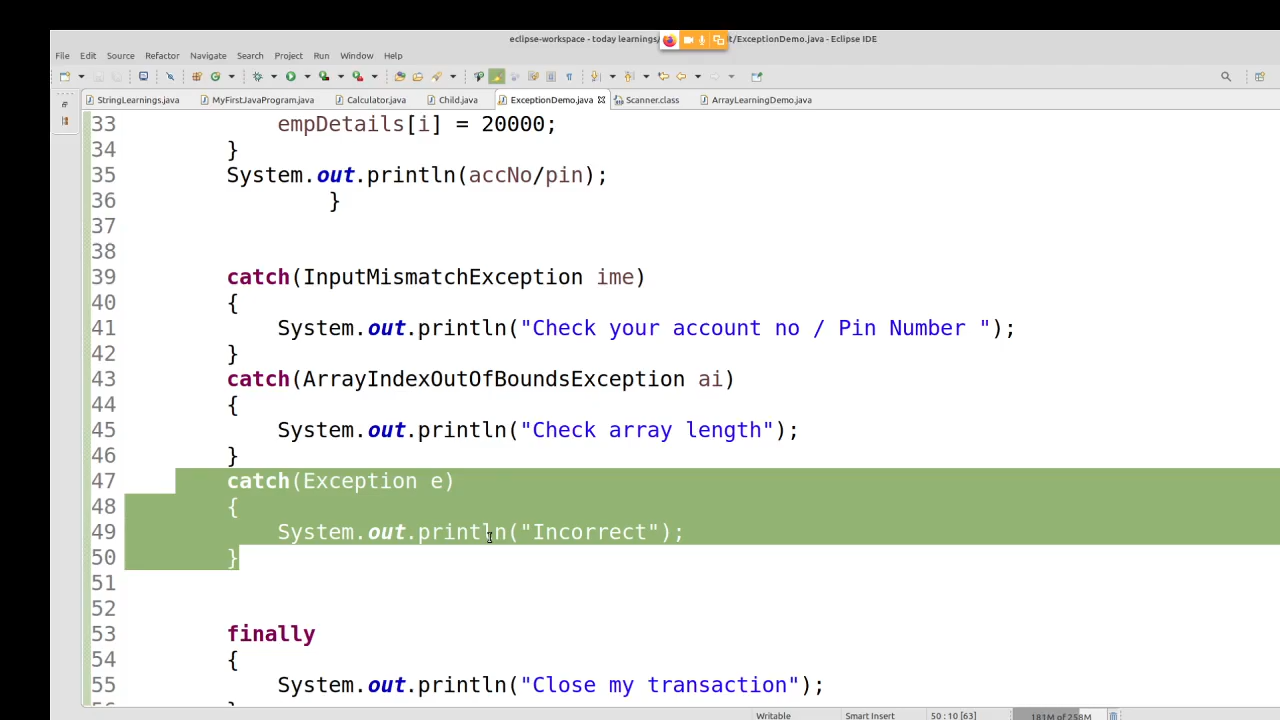 eclipse-workspace - today learnings/ t/ExceptionDemo.java - Eclipse IDE
File Edit Source Refactor Navigate Search Project Run Window Help
StringLearnings.java MyFirstJavaProgram.java Calculator.java Child.java ExceptionDemo.java Scanner.class ArrayLearningDemo.java
33 empDetails[i] = 20000;
34 }
35 System.out.println(accNo/pin);
36 }
37
38
39 catch(InputMismatchException ime)
40 {
41 System.out.println("Check your account no / Pin Number ");
42 }
43 catch(ArrayIndexOutOfBoundsException ai)
44 {
45 System.out.println("Check array length");
46 }
47 catch(Exception e)
48 {
49 System.out.println("Incorrect");
50 }
51
52
53 finally
54 {
55 System.out.println("Close my transaction");
Writable Smart Insert 50 : 10 [63] 181M of 258M